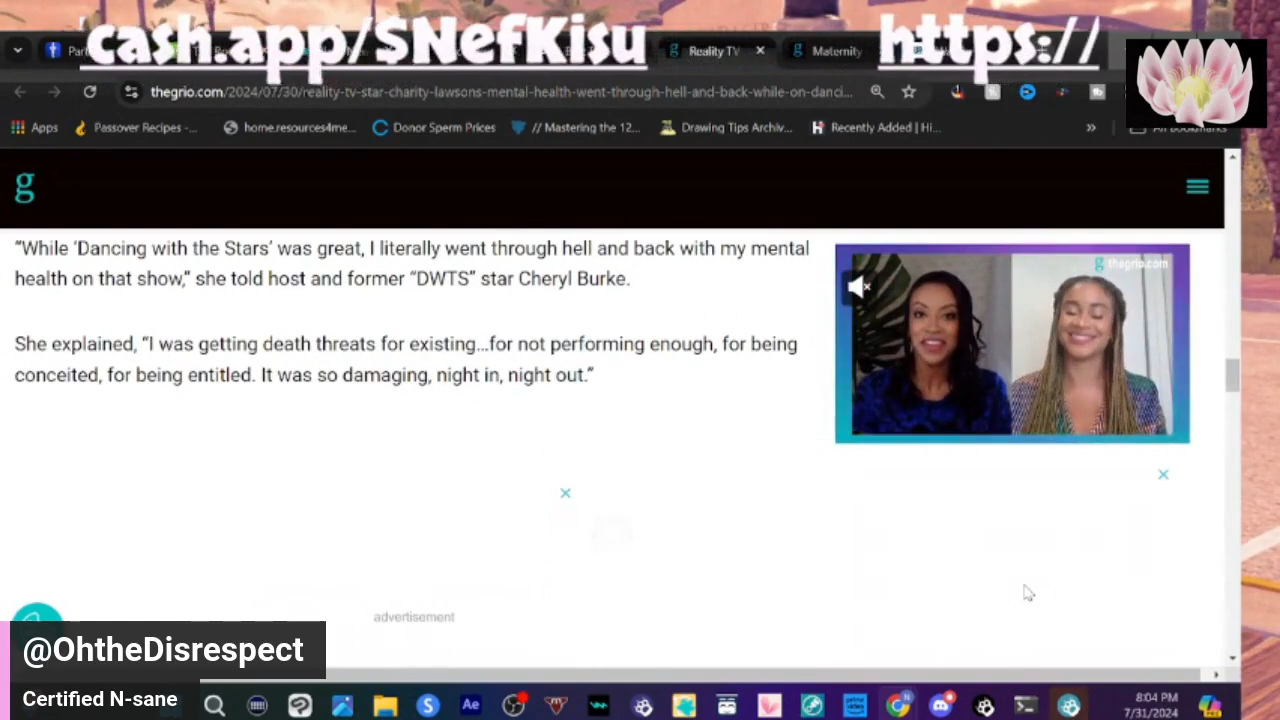 cash.app/$NefKisu https://
Reality TV Maternity
thegrio.com/2024/07/30/reality-tv-star-charity-lawsons-mental-health-went-through-hell-and-back-while-on-danci...
Apps Passover Recipes -... home.resources4me... Donor Sperm Prices // Mastering the 12... Drawing Tips Archiv... Recently Added | Hi... » All Bookmarks
g
“While ‘Dancing with the Stars’ was great, I literally went through hell and back with my mental
health on that show,” she told host and former “DWTS” star Cheryl Burke.
thegrio.com
She explained, “I was getting death threats for existing…for not performing enough, for being
conceited, for being entitled. It was so damaging, night in, night out.”
advertisement
@OhtheDisrespect
Certified N-sane
8:04 PM
7/31/2024